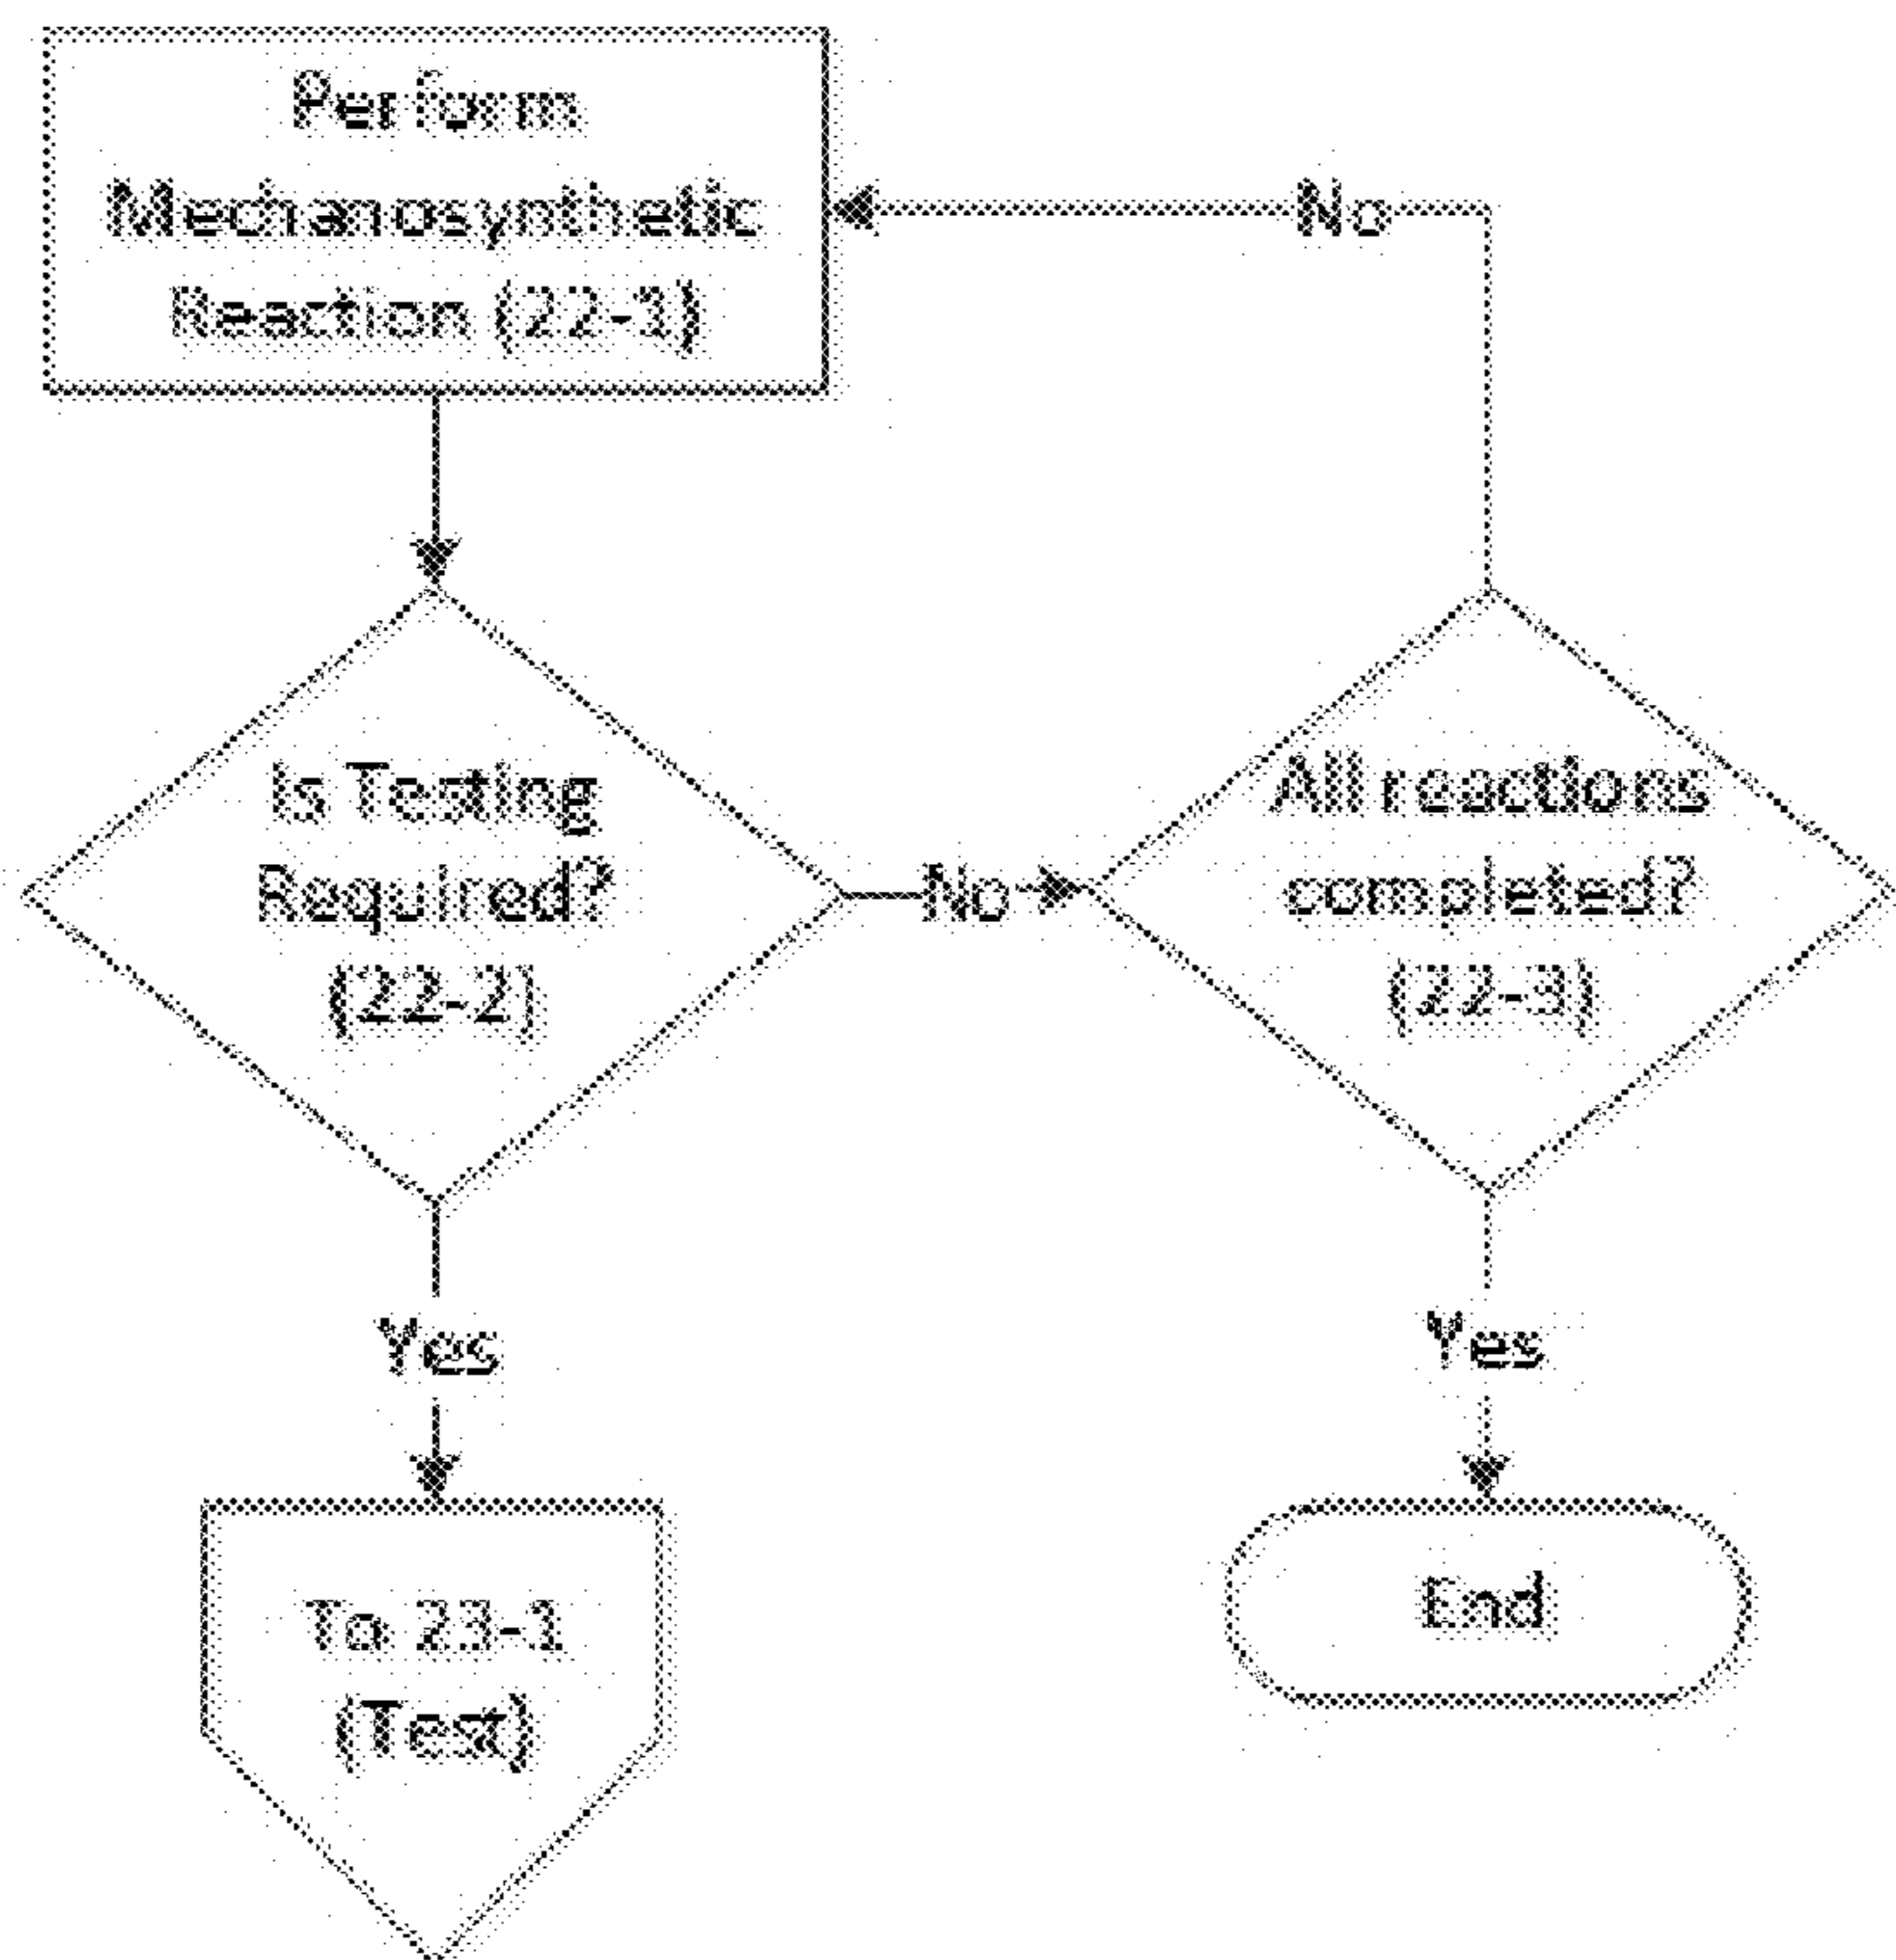 Perform
Mechanosynthetic
Reaction (22-1)
No
Is Testing
Required?
(22-2)
No
All reactions
completed?
(22-3)
Yes
Yes
To 23-1
(Test)
End